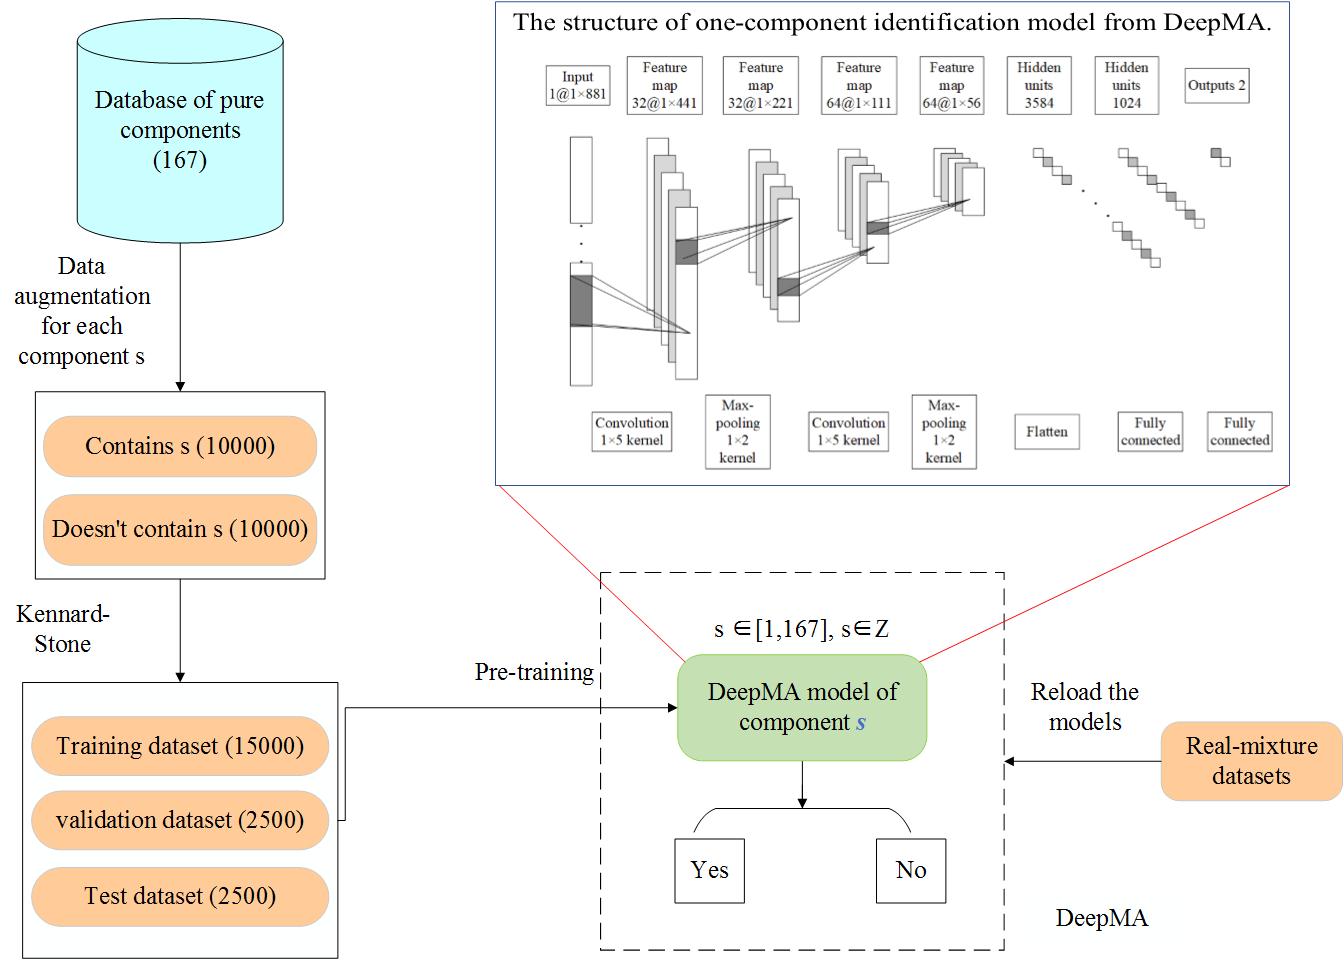 The structure of one-component identification model from DeepMA.
Input
1@1×881
Feature
map
32@1×441
Feature
map
32@1×221
Feature
map
64@1×111
Feature
map
64@1×56
Hidden
units
3584
Hidden
units
1024
Outputs 2
Convolution
1×5 kernel
Max-
pooling
1×2
kernel
Convolution
1×5 kernel
Max-
pooling
1×2
kernel
Flatten
Fully
connected
Fully
connected
Database of pure
components
(167)
Data
augmentation
for each
component s
Contains s (10000)
Doesn't contain s (10000)
Kennard-
Stone
Training dataset (15000)
validation dataset (2500)
Test dataset (2500)
Pre-training
s ∈[1,167], s∈Z
DeepMA model of
component s
Yes
No
Reload the
models
Real-mixture
datasets
DeepMA